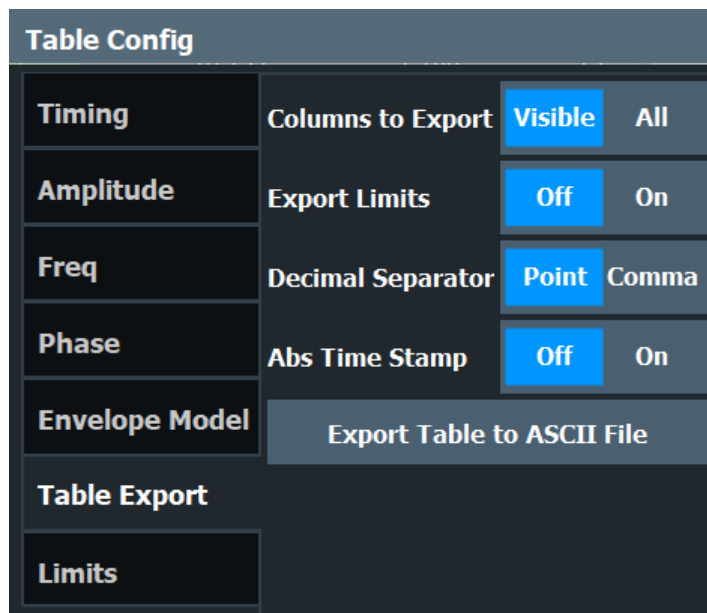 Table Config
Timing
Columns to Export Visible All
Amplitude
Export Limits Off On
Freq
Decimal Separator Point Comma
Phase
Abs Time Stamp Off On
Envelope Model
Export Table to ASCII File
Table Export
Limits